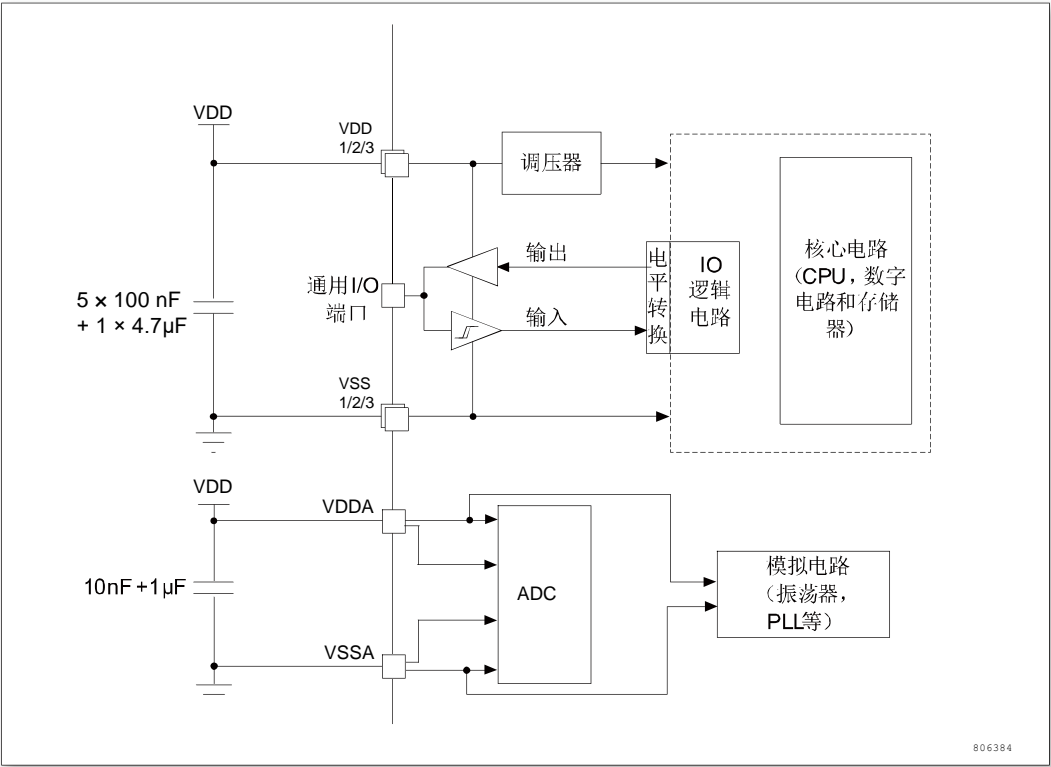 VDD
VDD
1/2/3
调压器
核心电路
（CPU，数字
电路和存储
器）
输出
电平转换
IO
逻辑
电路
通用I/O
端口
5 × 100 nF
+ 1 × 4.7µF
输入
VSS
1/2/3
VDD
VDDA
10nF+1µF
ADC
模拟电路
（振荡器，
PLL等）
VSSA
806384